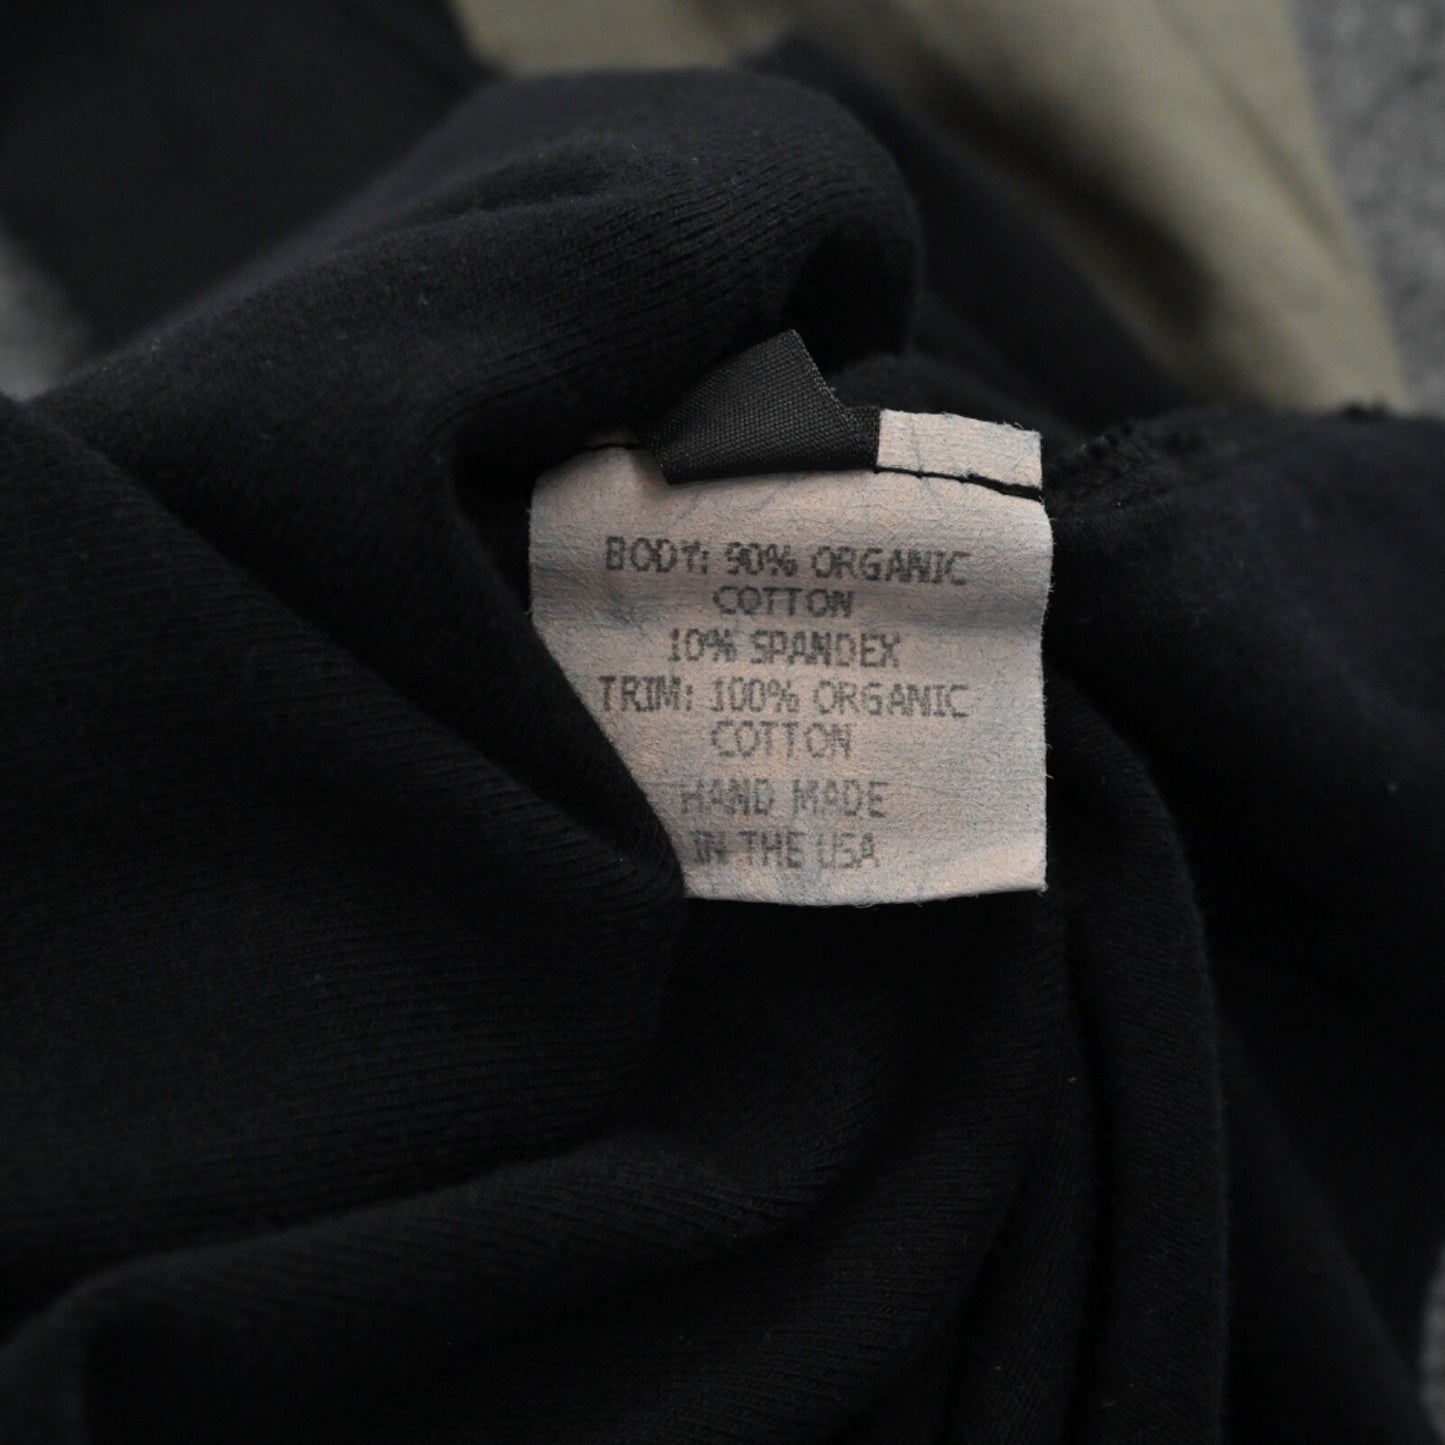 BODY: 90% ORGANIC
COTTON
10% SPANDEX
TRIM: 100% ORGANIC
COTTON
HAND MADE
IN THE USA